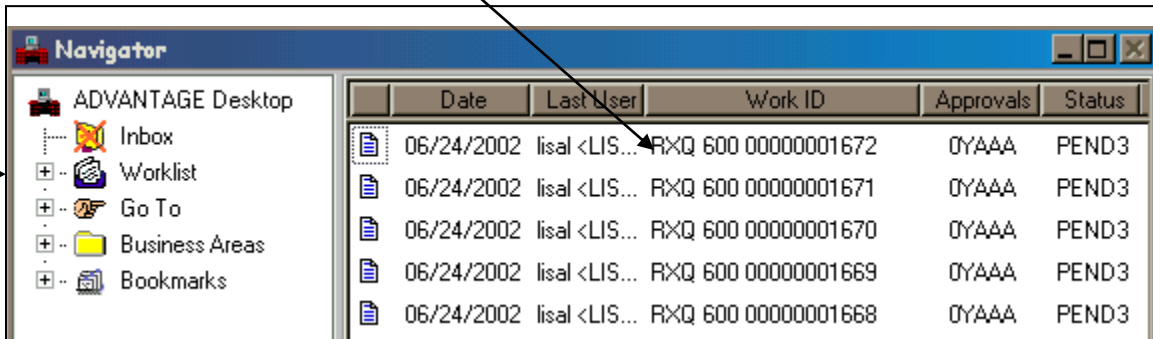 Navigator
ADVANTAGE Desktop
Inbox
Worklist
Go To
Business Areas
Bookmarks
Date Last User Work ID Approvals Status
06/24/2002 lisal <LIS... RXQ 600 00000001672 0YAAA PEND3
06/24/2002 lisal <LIS... RXQ 600 00000001671 0YAAA PEND3
06/24/2002 lisal <LIS... RXQ 600 00000001670 0YAAA PEND3
06/24/2002 lisal <LIS... RXQ 600 00000001669 0YAAA PEND3
06/24/2002 lisal <LIS... RXQ 600 00000001668 0YAAA PEND3